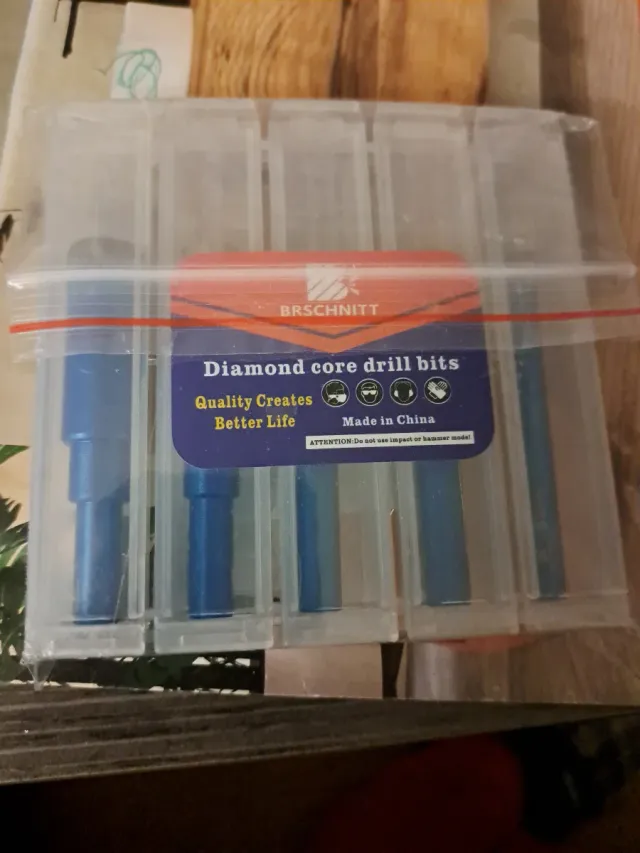 BRSCHNITT
Diamond core drill bits
Quality Creates
Better Life
Made in China
ATTENTION:Do not use impact or hammer mode!